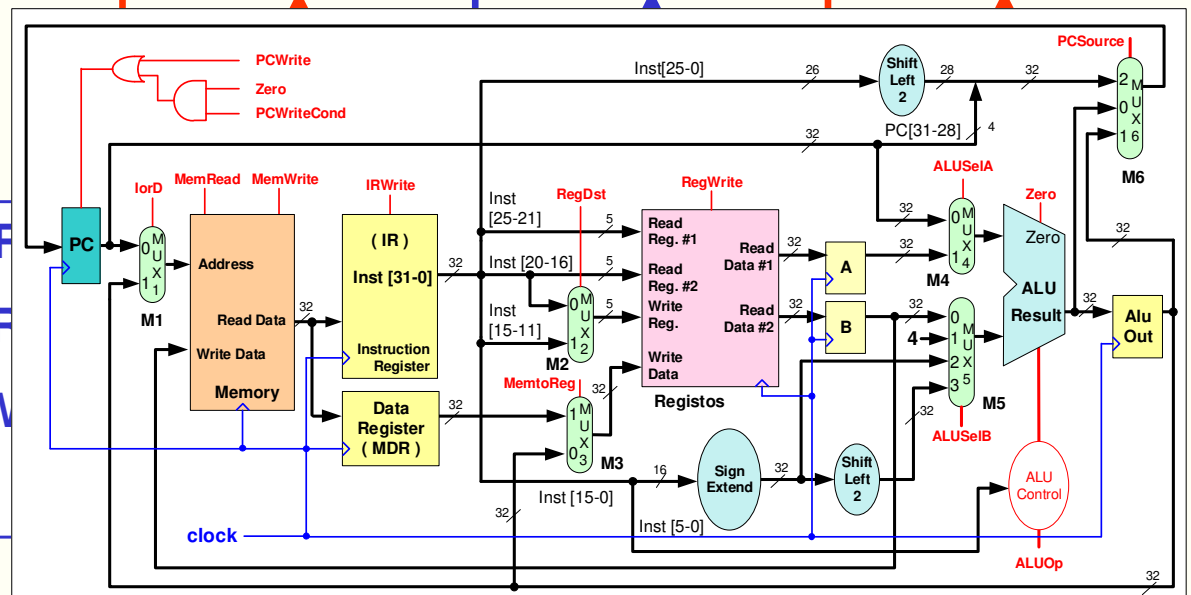 PCWrite
Zero
PCWriteCond
PCSource
Inst[25-0]
26
Shift
Left
2
28
32
2
0
1
M
U
X
6
M6
PC[31-28]
4
32
IorD
MemRead
MemWrite
IRWrite
RegDst
RegWrite
ALUSelA
Zero
PC
0
1
M
U
X
1
M1
Address
Read Data
Write Data
Memory
32
( IR )
Inst [31-0]
Instruction
Register
32
Data
Register
( MDR )
32
Inst
[25-21]
5
Inst [20-16]
5
Inst
[15-11]
0
1
M
U
X
2
5
M2
MemtoReg
1
0
M
U
X
3
32
M3
Read
Reg. #1
Read
Reg. #2
Write
Reg.
Write
Data
Read
Data #1
Read
Data #2
Registos
32
32
A
B
32
32
0
1
M
U
X
4
M4
32
0
1
2
3
M
U
X
5
4
M5
ALUSelB
32
Zero
ALU
Result
32
Alu
Out
32
Inst [15-0]
16
Sign
Extend
32
Shift
Left
2
Inst [5-0]
ALU
Control
ALUOp
32
clock
32